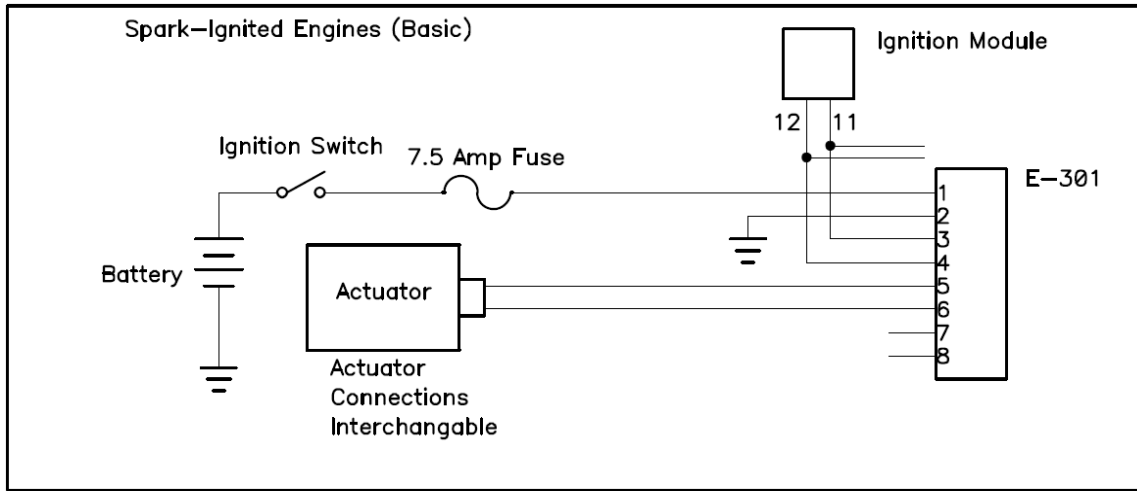 Spark-Ignited Engines (Basic)
Ignition Module
12 11
Ignition Switch
7.5 Amp Fuse
E-301
1
2
3
4
5
6
7
8
Battery
Actuator
Actuator
Connections
Interchangable